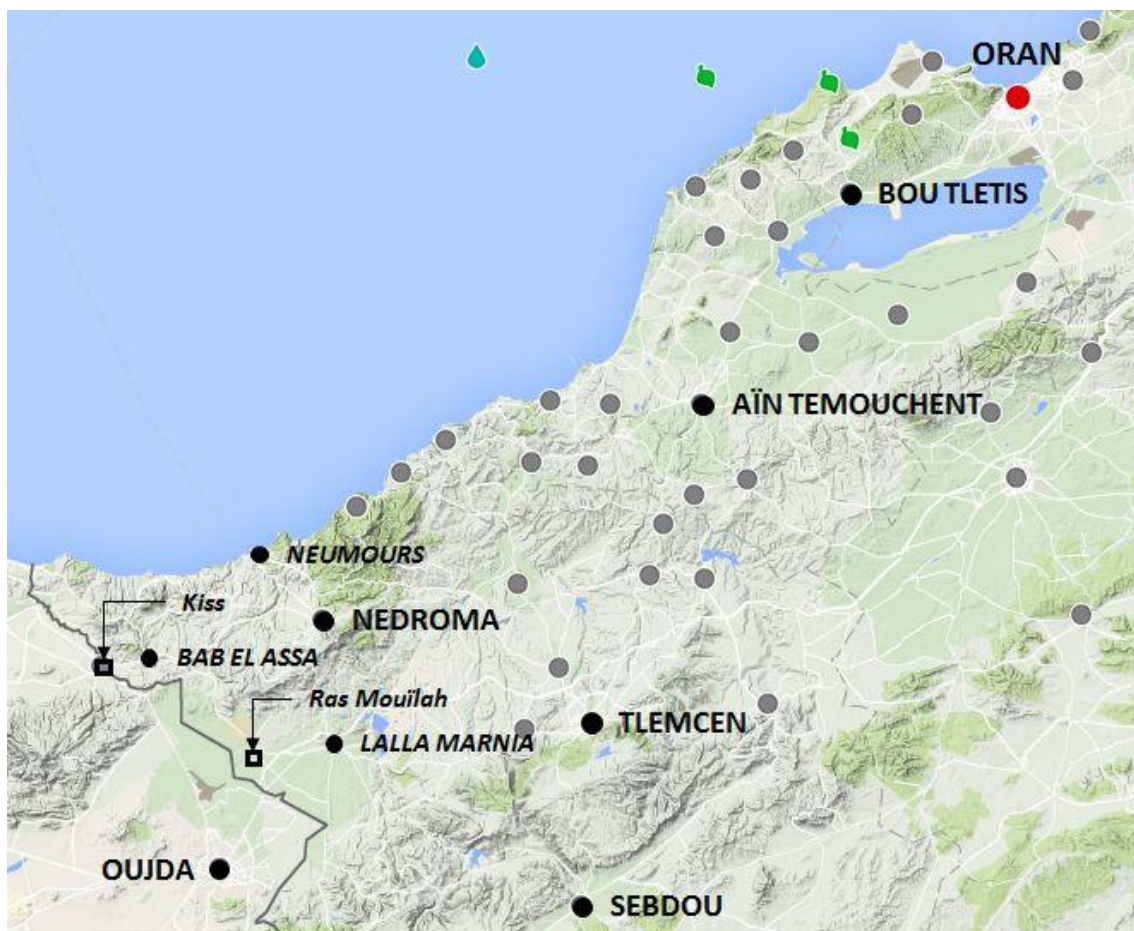 ORAN
BOU TLETIS
AÏN TEMOUCHENT
NEUMOURS
Kiss
NEDROMA
BAB EL ASSA
Ras Mouïlah
TLEMCEN
LALLA MARNIA
OUJDA
SEBDOU